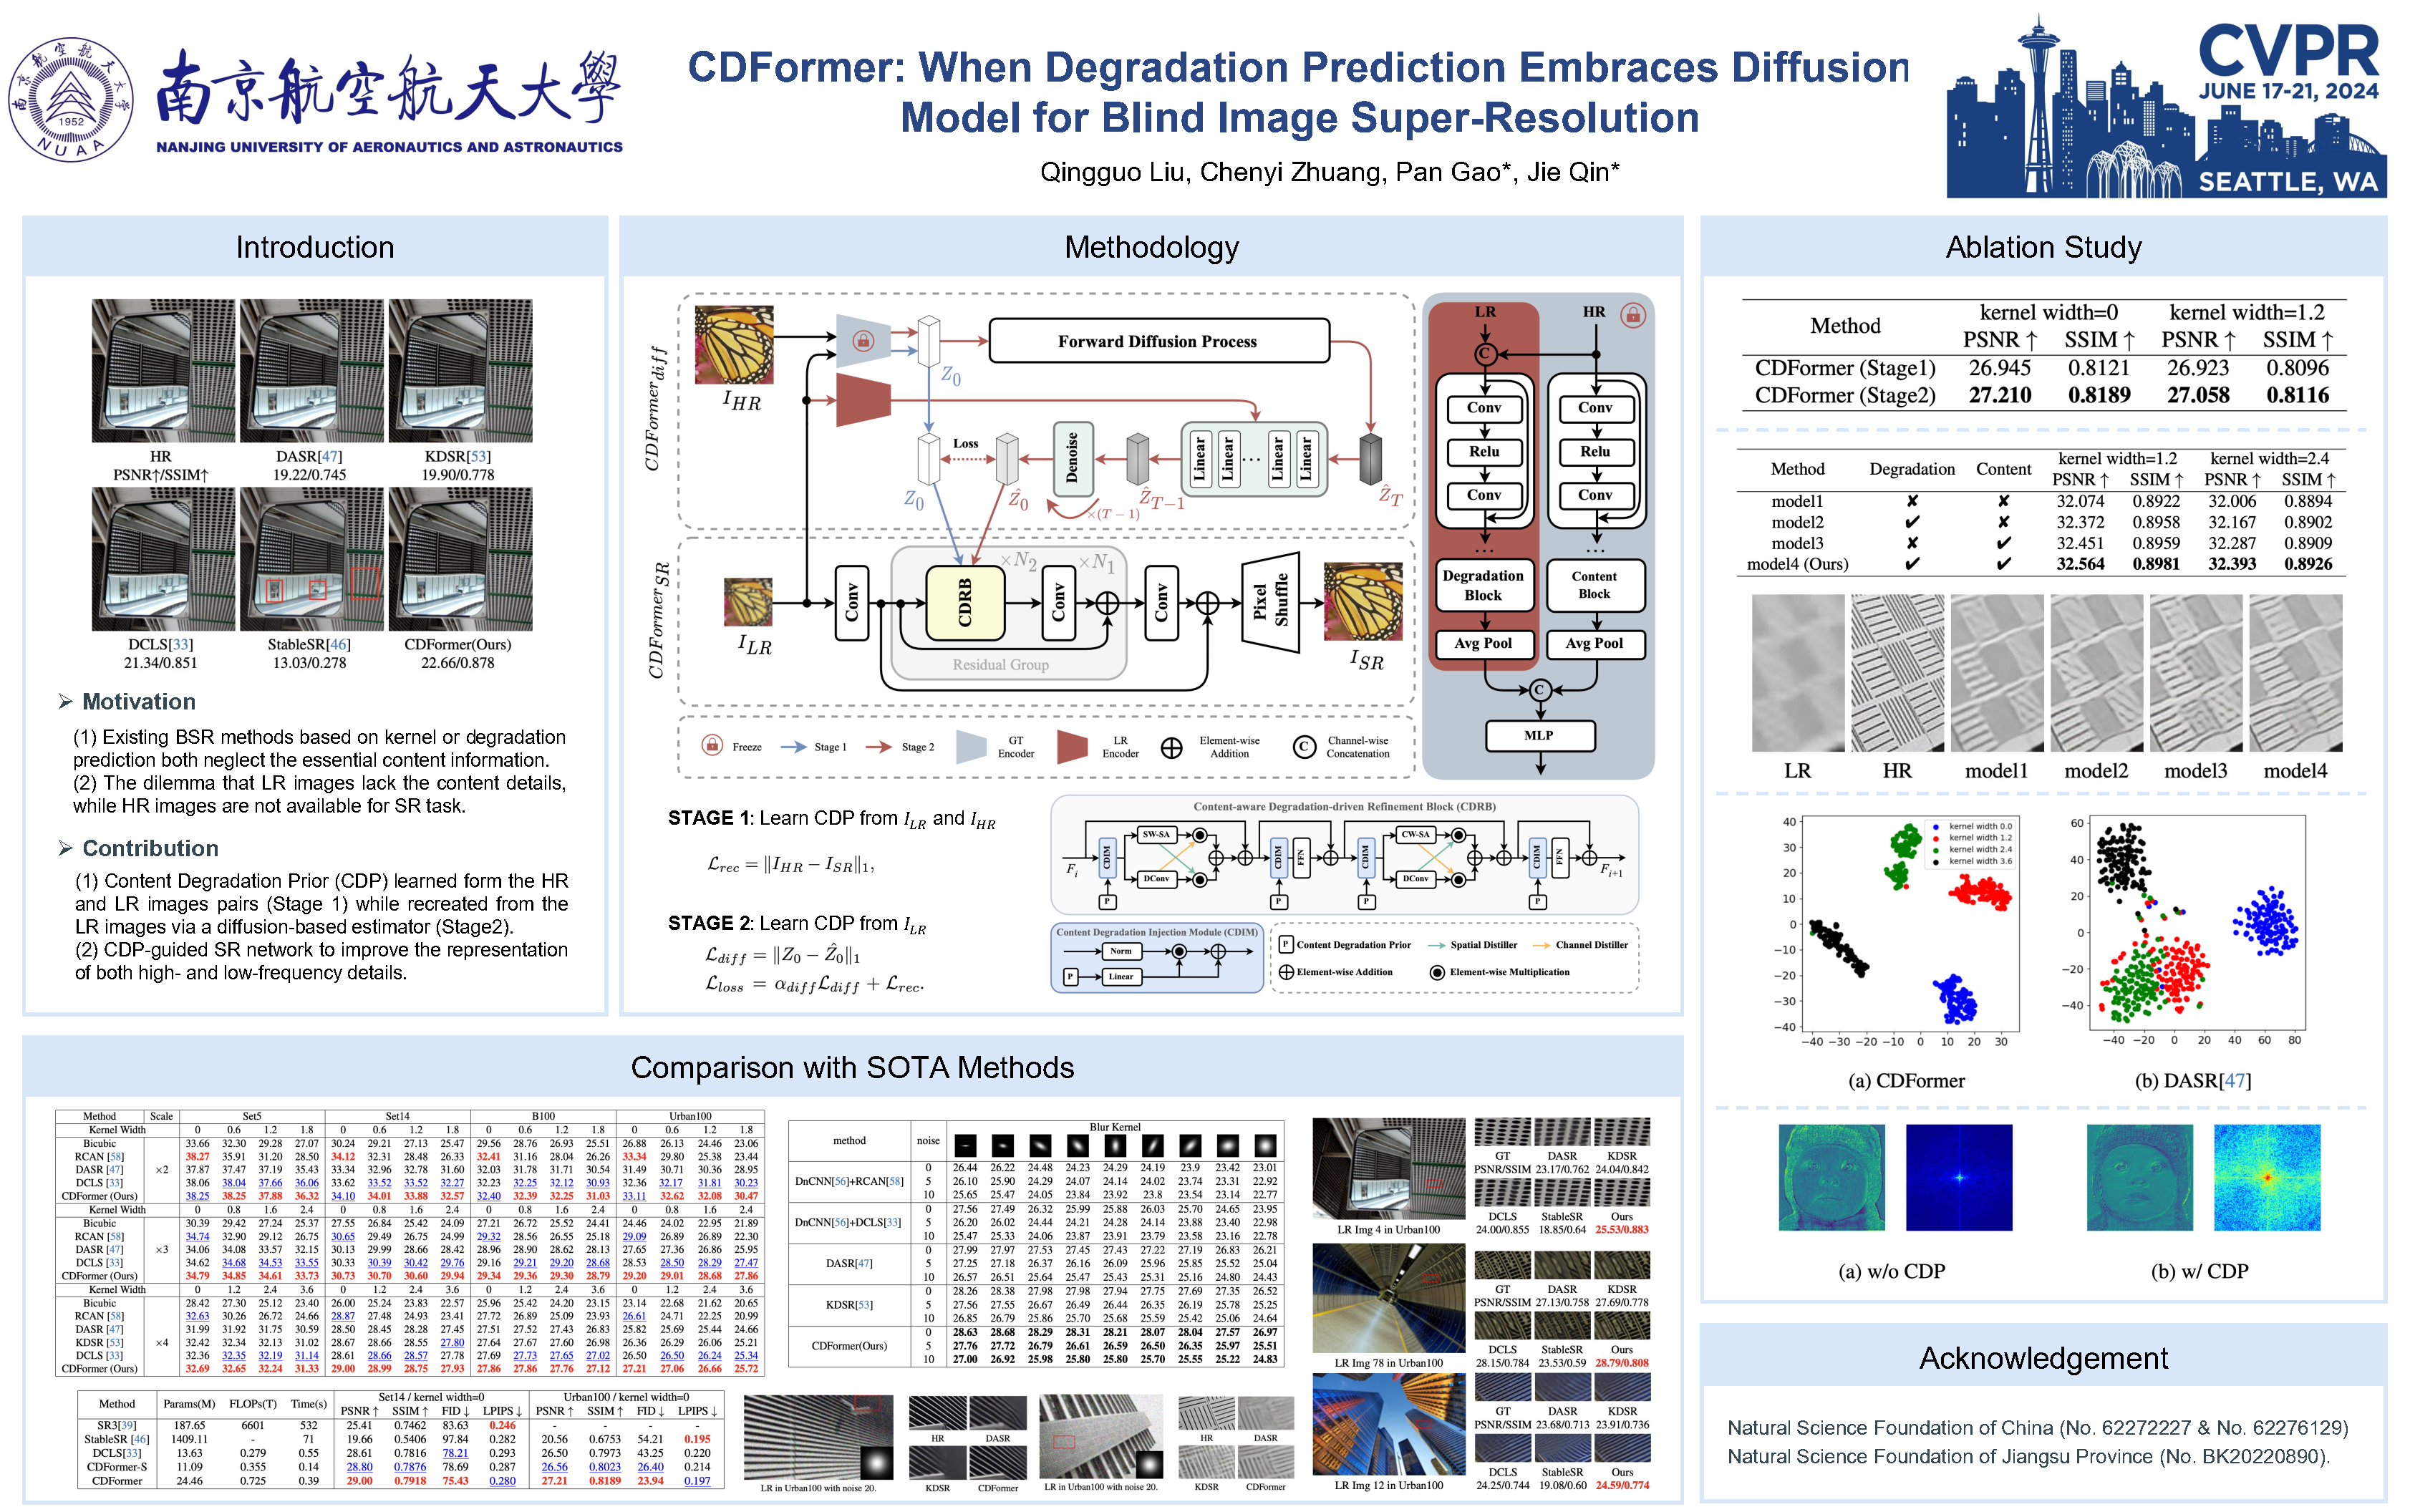 南京航空航天大學
NANJING UNIVERSITY OF AERONAUTICS AND ASTRONAUTICS
1952
NUAA
CDFormer: When Degradation Prediction Embraces Diffusion
Model for Blind Image Super-Resolution
Qingguo Liu, Chenyi Zhuang, Pan Gao*, Jie Qin*
CVPR
JUNE 17-21, 2024
SEATTLE, WA
Introduction
HR DASR[47] KDSR[53]
PSNR↑/SSIM↑ 19.22/0.745 19.90/0.778
DCLS[33] StableSR[46] CDFormer(Ours)
21.34/0.851 13.03/0.278 22.66/0.878
➢ Motivation
(1) Existing BSR methods based on kernel or degradation
prediction both neglect the essential content information.
(2) The dilemma that LR images lack the content details,
while HR images are not available for SR task.
➢ Contribution
(1) Content Degradation Prior (CDP) learned form the HR
and LR images pairs (Stage 1) while recreated from the
LR images via a diffusion-based estimator (Stage2).
(2) CDP-guided SR network to improve the representation
of both high- and low-frequency details.
Methodology
CDFormer_diff
I_HR
Z_0
Forward Diffusion Process
Z_0 Loss Ẑ_0 Denoise ×(T−1) Ẑ_{T−1} Linear Linear ... Linear Linear Ẑ_T
CDFormer_SR
I_LR Conv CDRB ×N_2 Conv ×N_1 Conv Pixel Shuffle I_SR
Residual Group
Freeze Stage 1 Stage 2 GT Encoder LR Encoder Element-wise Addition C Channel-wise Concatenation
LR HR
C
Conv Conv
Relu Relu
Conv Conv
... ...
Degradation Block Content Block
Avg Pool Avg Pool
C
MLP
STAGE 1: Learn CDP from I_LR and I_HR
ℒ_rec = ‖I_HR − I_SR‖_1,
STAGE 2: Learn CDP from I_LR
ℒ_diff = ‖Z_0 − Ẑ_0‖_1
ℒ_loss = α_diff ℒ_diff + ℒ_rec.
Content-aware Degradation-driven Refinement Block (CDRB)
F_i CDIM SW-SA DConv CDIM FFN CDIM CW-SA DConv CDIM FFN F_{i+1}
P P P P
Content Degradation Injection Module (CDIM)
Norm
P Linear
P Content Degradation Prior Spatial Distiller Channel Distiller
Element-wise Addition Element-wise Multiplication
Ablation Study
Method kernel width=0 kernel width=1.2
PSNR↑ SSIM↑ PSNR↑ SSIM↑
CDFormer (Stage1) 26.945 0.8121 26.923 0.8096
CDFormer (Stage2) 27.210 0.8189 27.058 0.8116
Method Degradation Content kernel width=1.2 kernel width=2.4
PSNR↑ SSIM↑ PSNR↑ SSIM↑
model1 ✘ ✘ 32.074 0.8922 32.006 0.8894
model2 ✔ ✘ 32.372 0.8958 32.167 0.8902
model3 ✘ ✔ 32.451 0.8959 32.287 0.8909
model4 (Ours) ✔ ✔ 32.564 0.8981 32.393 0.8926
LR HR model1 model2 model3 model4
kernel width 0.0
kernel width 1.2
kernel width 2.4
kernel width 3.6
40 30 20 10 0 −10 −20 −30 −40
−40 −30 −20 −10 0 10 20 30
60 40 20 0 −20 −40
−40 −20 0 20 40 60 80
(a) CDFormer (b) DASR[47]
(a) w/o CDP (b) w/ CDP
Comparison with SOTA Methods
Method Scale Set5 Set14 B100 Urban100
Kernel Width 0 0.6 1.2 1.8 0 0.6 1.2 1.8 0 0.6 1.2 1.8 0 0.6 1.2 1.8
Bicubic 33.66 32.30 29.28 27.07 30.24 29.21 27.13 25.47 29.56 28.76 26.93 25.51 26.88 26.13 24.46 23.06
RCAN [58] 38.27 35.91 31.20 28.50 34.12 32.31 28.48 26.33 32.41 31.16 28.04 26.26 33.34 29.80 25.38 23.44
DASR [47] ×2 37.87 37.47 37.19 35.43 33.34 32.96 32.78 31.60 32.03 31.78 31.71 30.54 31.49 30.71 30.36 28.95
DCLS [33] 38.06 38.04 37.66 36.06 33.62 33.52 33.52 32.27 32.23 32.25 32.12 30.93 32.36 32.17 31.81 30.23
CDFormer (Ours) 38.25 38.25 37.88 36.32 34.10 34.01 33.88 32.57 32.40 32.39 32.25 31.03 33.11 32.62 32.08 30.47
Kernel Width 0 0.8 1.6 2.4 0 0.8 1.6 2.4 0 0.8 1.6 2.4 0 0.8 1.6 2.4
Bicubic 30.39 29.42 27.24 25.37 27.55 26.84 25.42 24.09 27.21 26.72 25.52 24.41 24.46 24.02 22.95 21.89
RCAN [58] 34.74 32.90 29.12 26.75 30.65 29.49 26.75 24.99 29.32 28.56 26.55 25.18 29.09 26.89 26.89 22.30
DASR [47] ×3 34.06 34.08 33.57 32.15 30.13 29.99 28.66 28.42 28.96 28.90 28.62 28.13 27.65 27.36 26.86 25.95
DCLS [33] 34.62 34.68 34.53 33.55 30.33 30.39 30.42 29.76 29.16 29.21 29.20 28.68 28.53 28.50 28.29 27.47
CDFormer (Ours) 34.79 34.85 34.61 33.73 30.73 30.70 30.60 29.94 29.34 29.36 29.30 28.79 29.20 29.01 28.68 27.86
Kernel Width 0 1.2 2.4 3.6 0 1.2 2.4 3.6 0 1.2 2.4 3.6 0 1.2 2.4 3.6
Bicubic 28.42 27.30 25.12 23.40 26.00 25.24 23.83 22.57 25.96 25.42 24.20 23.15 23.14 22.68 21.62 20.65
RCAN [58] 32.63 30.26 26.72 24.66 28.87 27.48 24.93 23.41 27.72 26.89 25.09 23.93 26.61 24.71 22.25 20.99
DASR [47] 31.99 31.92 31.75 30.59 28.50 28.45 28.28 27.45 27.51 27.52 27.43 26.83 25.82 25.69 25.44 24.66
KDSR [53] ×4 32.42 32.34 32.13 31.02 28.67 28.66 28.55 27.80 27.64 27.67 27.60 26.98 26.36 26.29 26.06 25.21
DCLS [33] 32.36 32.35 32.19 31.14 28.61 28.66 28.57 27.78 27.69 27.73 27.65 27.02 26.50 26.50 26.24 25.34
CDFormer (Ours) 32.69 32.65 32.24 31.33 29.00 28.99 28.75 27.93 27.86 27.86 27.76 27.12 27.21 27.06 26.66 25.72
Method Params(M) FLOPs(T) Time(s) Set14 / kernel width=0 Urban100 / kernel width=0
PSNR↑ SSIM↑ FID↓ LPIPS↓ PSNR↑ SSIM↑ FID↓ LPIPS↓
SR3[39] 187.65 6601 532 25.41 0.7462 83.63 0.246 - - - -
StableSR [46] 1409.11 - 71 19.66 0.5406 97.84 0.282 20.56 0.6753 54.21 0.195
DCLS[33] 13.63 0.279 0.55 28.61 0.7816 78.21 0.293 26.50 0.7973 43.25 0.220
CDFormer-S 11.09 0.355 0.14 28.80 0.7876 78.69 0.287 26.56 0.8023 26.40 0.214
CDFormer 24.46 0.725 0.39 29.00 0.7918 75.43 0.280 27.21 0.8189 23.94 0.197
method noise Blur Kernel
0 26.44 26.22 24.48 24.23 24.29 24.19 23.9 23.42 23.01
DnCNN[56]+RCAN[58] 5 26.10 25.90 24.29 24.07 24.14 24.02 23.74 23.31 22.92
10 25.65 25.47 24.05 23.84 23.92 23.8 23.54 23.14 22.77
0 27.56 27.49 26.32 25.99 25.88 26.03 25.70 24.65 23.95
DnCNN[56]+DCLS[33] 5 26.20 26.02 24.44 24.21 24.28 24.14 23.88 23.40 22.98
10 25.47 25.33 24.06 23.87 23.91 23.79 23.58 23.16 22.78
0 27.99 27.97 27.53 27.45 27.43 27.22 27.19 26.83 26.21
DASR[47] 5 27.25 27.18 26.37 26.16 26.09 25.96 25.85 25.52 25.04
10 26.57 26.51 25.64 25.47 25.43 25.31 25.16 24.80 24.43
0 28.26 28.38 27.98 27.98 27.94 27.75 27.69 27.35 26.52
KDSR[53] 5 27.56 27.55 26.67 26.49 26.44 26.35 26.19 25.78 25.25
10 26.85 26.79 25.86 25.70 25.68 25.59 25.42 25.06 24.64
0 28.63 28.68 28.29 28.31 28.21 28.07 28.04 27.57 26.97
CDFormer(Ours) 5 27.76 27.72 26.79 26.61 26.59 26.50 26.35 25.97 25.51
10 27.00 26.92 25.98 25.80 25.80 25.70 25.55 25.22 24.83
HR DASR HR DASR
LR in Urban100 with noise 20. KDSR CDFormer LR in Urban100 with noise 20. KDSR CDFormer
GT DASR KDSR
PSNR/SSIM 23.17/0.762 24.04/0.842
DCLS StableSR Ours
LR Img 4 in Urban100 24.00/0.855 18.85/0.64 25.53/0.883
GT DASR KDSR
PSNR/SSIM 27.13/0.758 27.69/0.778
DCLS StableSR Ours
LR Img 78 in Urban100 28.15/0.784 23.53/0.59 28.79/0.808
GT DASR KDSR
PSNR/SSIM 23.68/0.713 23.91/0.736
DCLS StableSR Ours
LR Img 12 in Urban100 24.25/0.744 19.08/0.60 24.59/0.774
Acknowledgement
Natural Science Foundation of China (No. 62272227 & No. 62276129)
Natural Science Foundation of Jiangsu Province (No. BK20220890).